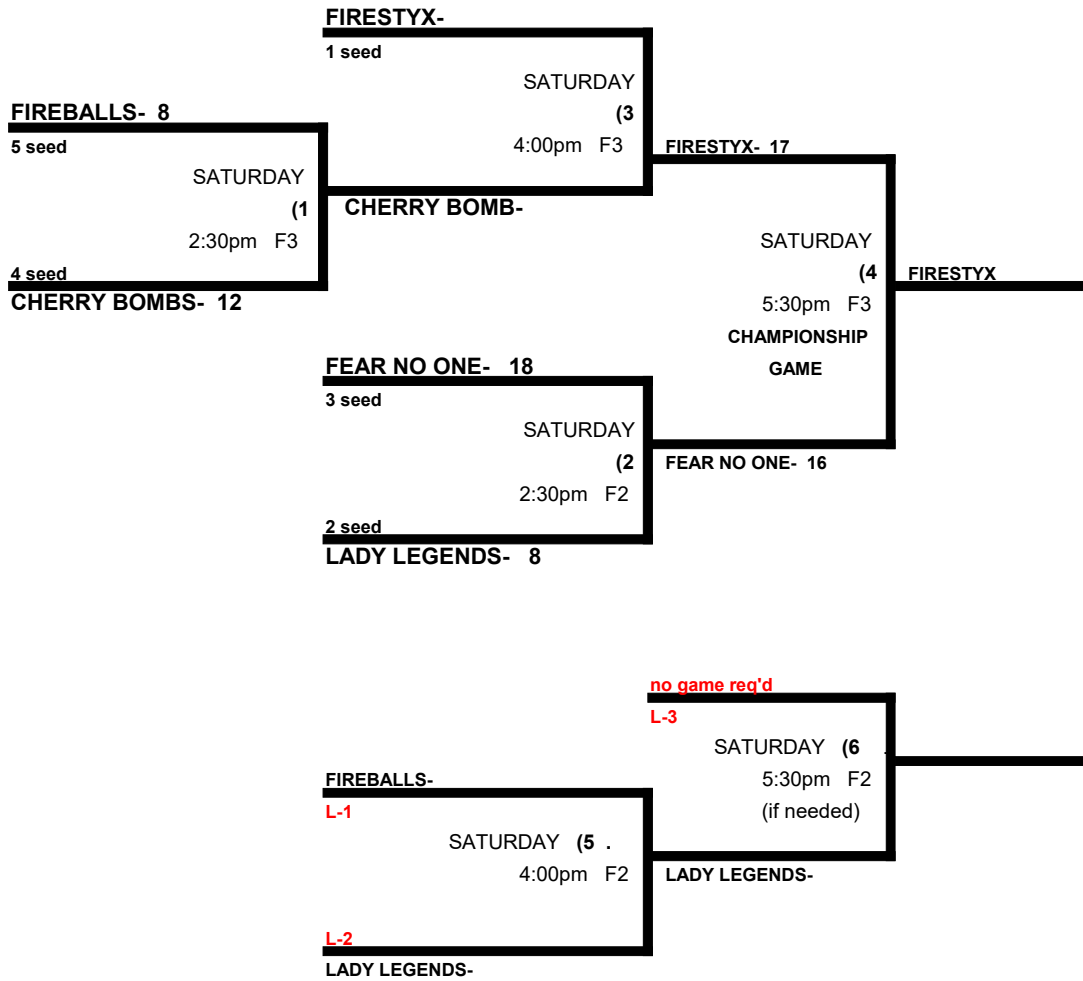 FIRESTYX-
1 seed
SATURDAY
(3
4:00pm F3
FIREBALLS- 8
5 seed
SATURDAY
(1
2:30pm F3
4 seed
CHERRY BOMBS- 12
CHERRY BOMB-
FIRESTYX- 17
SATURDAY
(4
5:30pm F3
CHAMPIONSHIP
GAME
FIRESTYX
FEAR NO ONE- 18
3 seed
SATURDAY
(2
2:30pm F2
2 seed
LADY LEGENDS- 8
FEAR NO ONE- 16
no game req'd
L-3
SATURDAY (6 .
5:30pm F2
(if needed)
FIREBALLS-
L-1
SATURDAY (5 .
4:00pm F2
L-2
LADY LEGENDS-
LADY LEGENDS-